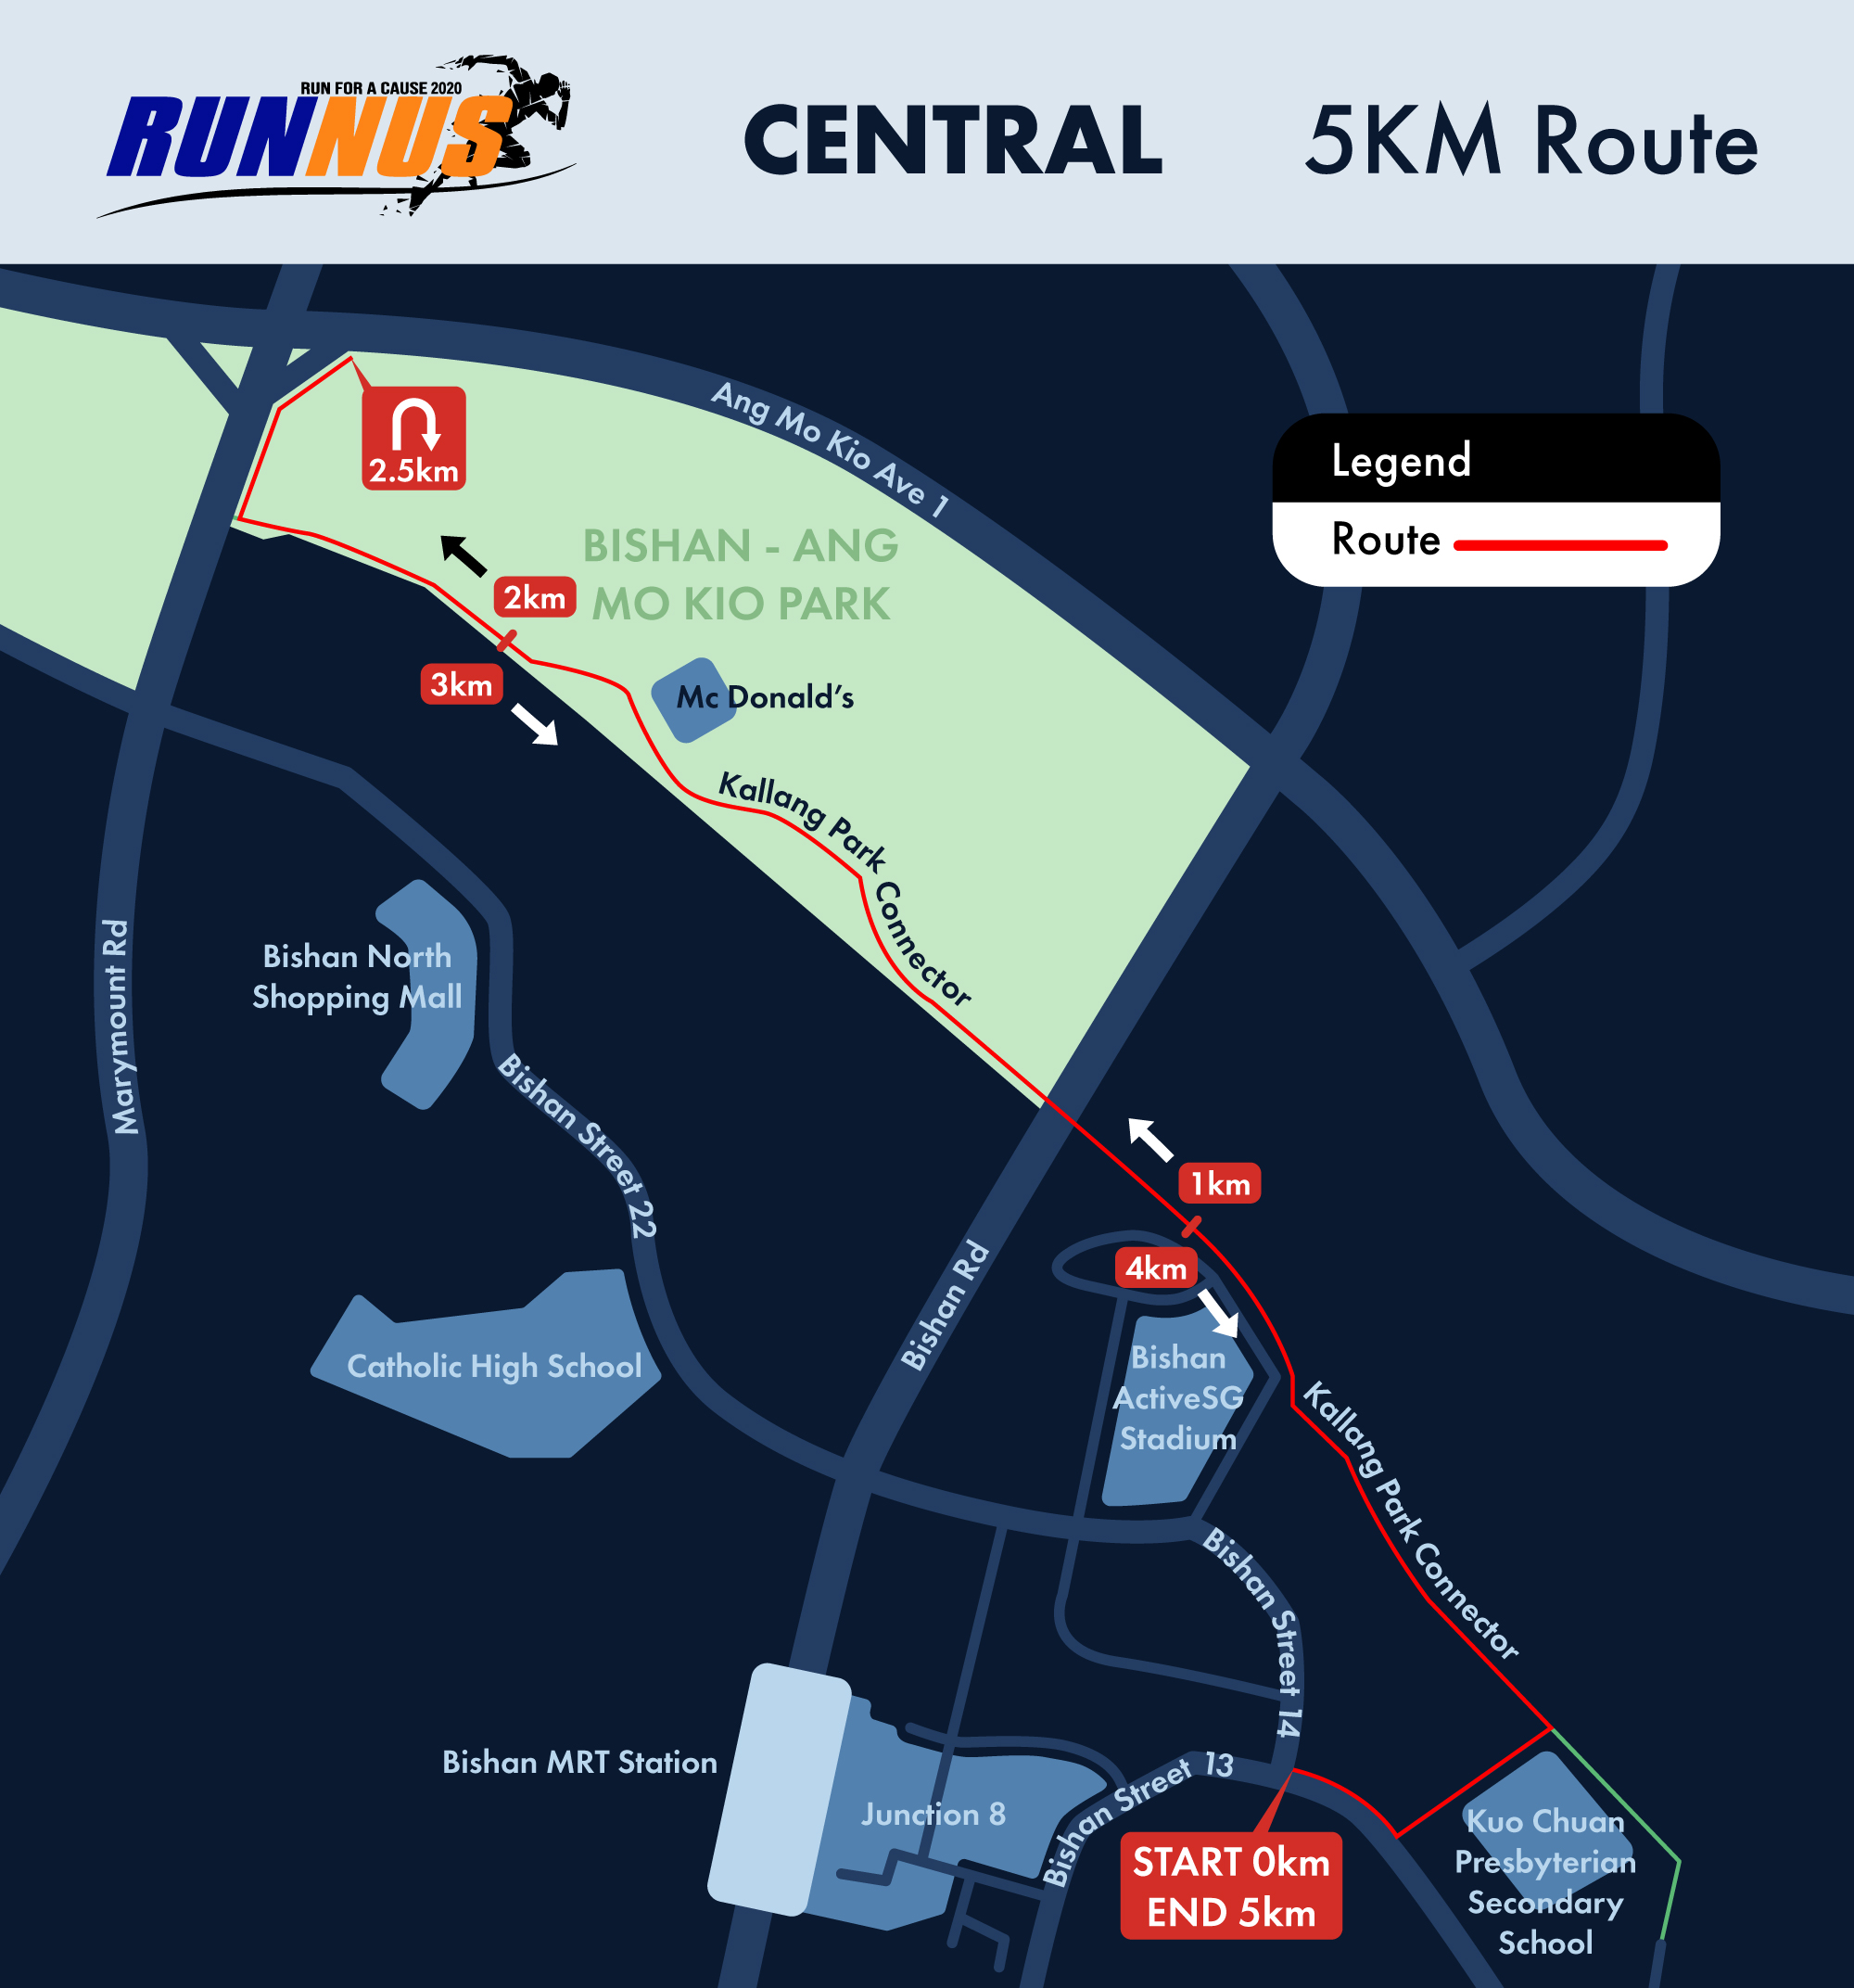 RUN FOR A CAUSE 2020
RUNNUS
CENTRAL
5KM Route
Ang Mo Kio Ave 1
Legend
Route
2.5km
BISHAN - ANG
MO KIO PARK
2km
3km
Mc Donald's
Kallang Park Connector
Marymount Rd
Bishan North
Shopping Mall
Bishan Street 22
1km
4km
Bishan Rd
Catholic High School
Bishan
ActiveSG
Stadium
Kallang Park Connector
Bishan Street 14
Bishan MRT Station
Junction 8
Bishan Street 13
START 0km
END 5km
Kuo Chuan
Presbyterian
Secondary
School